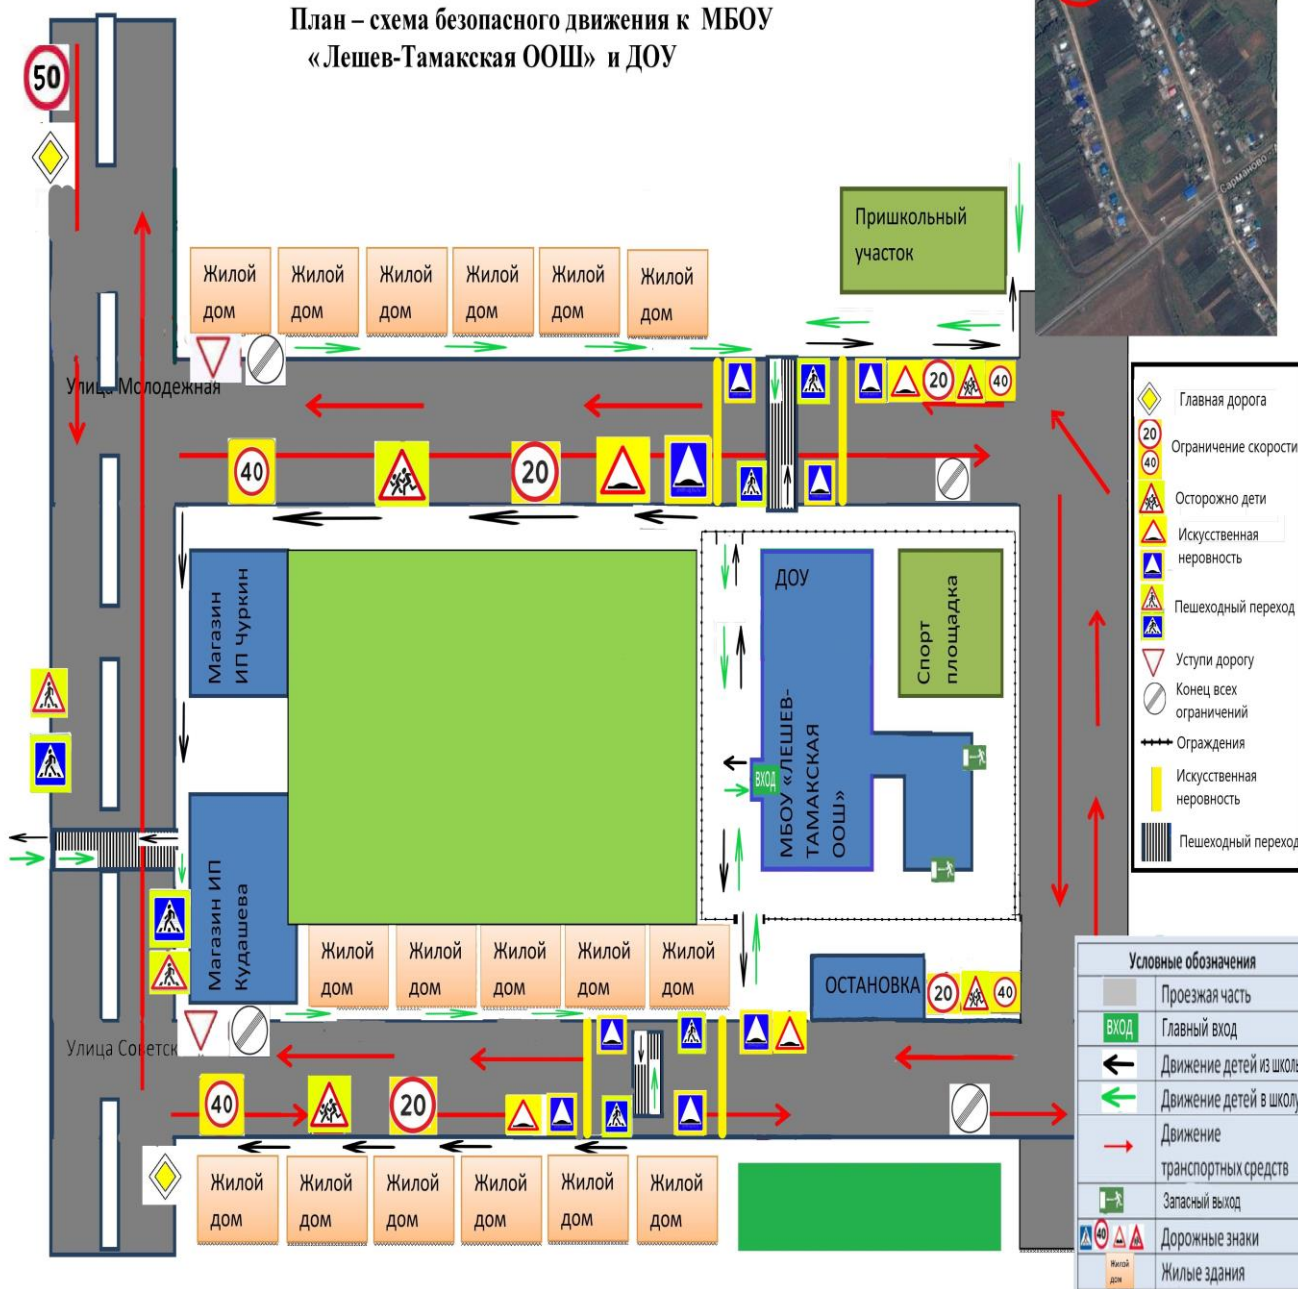 План – схема безопасного движения к МБОУ
«Лешев-Тамакская ООШ» и ДОУ
50
Сарманово -
Пришкольный
участок
Жилой
дом
Жилой
дом
Жилой
дом
Жилой
дом
Жилой
дом
Жилой
дом
Улица Молодежная
20
40
40
20
Главная дорога
20
40
Ограничение скорости
Осторожно дети
Искусственная
неровность
Пешеходный переход
Уступи дорогу
Конец всех
ограничений
Ограждения
Искусственная
неровность
Пешеходный переход
Магазин
ИП Чуркин
ДОУ
Спорт
площадка
МБОУ «ЛЕШЕВ-
ТАМАКСКАЯ
ООШ»
ВХОД
Магазин ИП
Кудашева
Жилой
дом
Жилой
дом
Жилой
дом
Жилой
дом
Жилой
дом
ОСТАНОВКА
20
40
Улица Советск
40
20
Жилой
дом
Жилой
дом
Жилой
дом
Жилой
дом
Жилой
дом
Жилой
дом
Условные обозначения
Проезжая часть
ВХОД
Главный вход
Движение детей из школы
Движение детей в школу
Движение
транспортных средств
Запасный выход
40
Дорожные знаки
Жилой
дом
Жилые здания